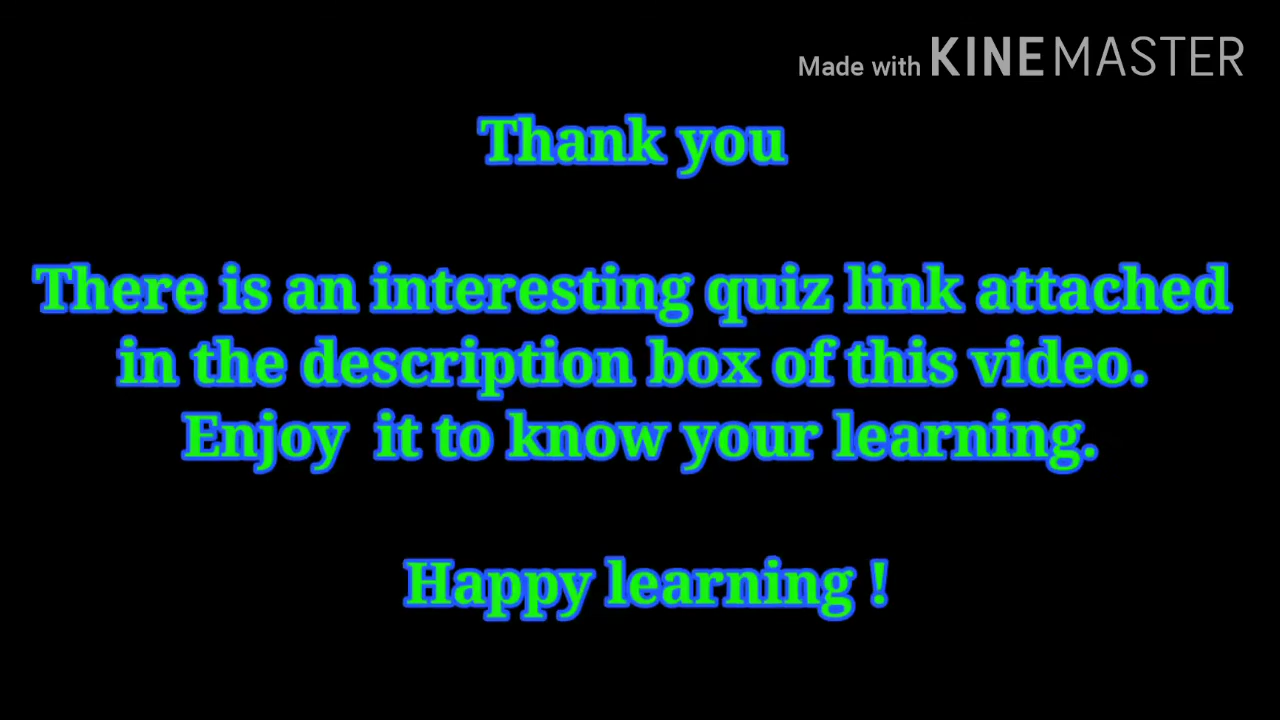 Made with KINEMASTER
Thank you
There is an interesting quiz link attached
in the description box of this video.
Enjoy  it to know your learning.
Happy learning !